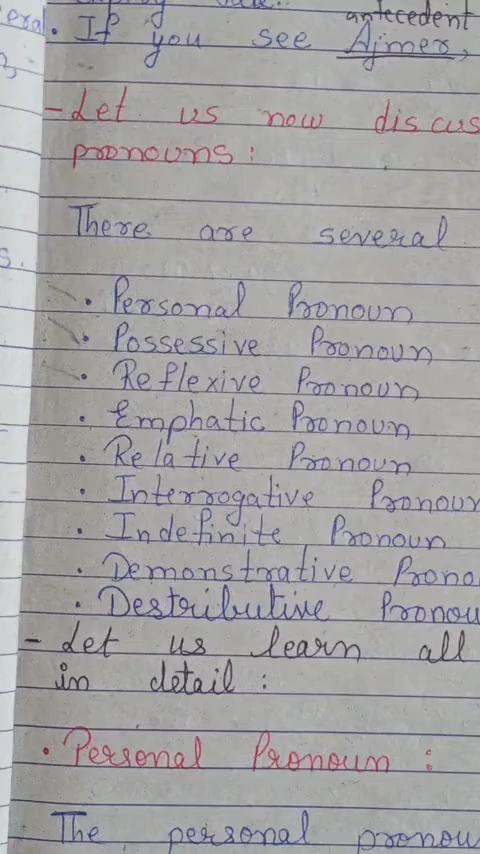 antecedent
. If you see Ajmer,
- Let us now discus
pronouns :
There are several
s.
. Personal Pronoun
. Possessive Pronoun
. Reflexive Pronoun
. Emphatic Pronoun
. Relative Pronoun
. Interrogative Pronoun
. Indefinite Pronoun
. Demonstrative Prono
. Destributive Pronou
- Let us learn all
in detail :
. Personal Pronoun :
The personal pronou